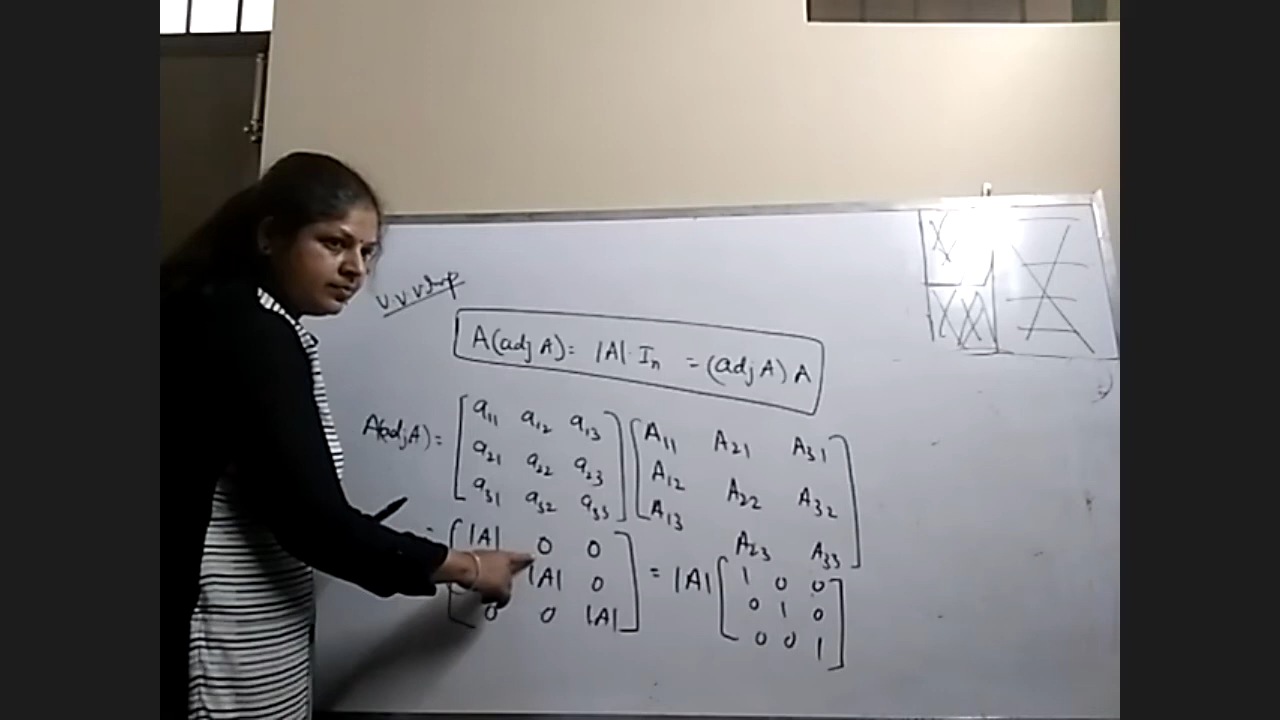 v.v.v Imp
A(adj A) = |A|. Iₙ = (adj A) A
A(adj A) = [a₁₁ a₁₂ a₁₃] [A₁₁ A₂₁ A₃₁]
[a₂₁ a₂₂ a₂₃] [A₁₂ A₂₂ A₃₂]
[a₃₁ a₃₂ a₃₃] [A₁₃ A₂₃ A₃₃]
= [|A| 0 0] = |A| [1 0 0]
|A| 0] [0 1 0]
[0 0 |A|] [0 0 1]